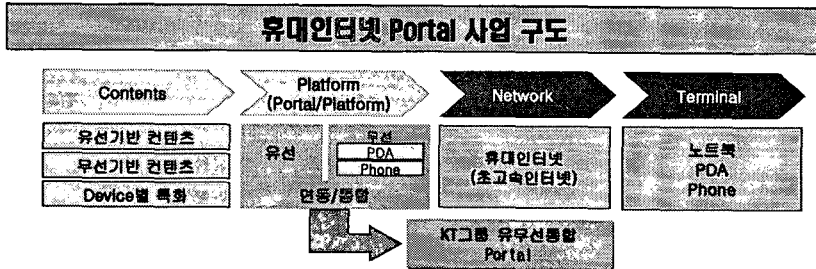 휴대인터넷 Portal 사업 구도
Contents
Platform
(Portal/Platform)
Network
Terminal
유선기반 컨텐츠
무선기반 컨텐츠
Device별 특화
유선
무선
PDA
Phone
연동/통합
휴대인터넷
(초고속인터넷)
노트북
PDA
Phone
KT그룹 유무선통합
Portal